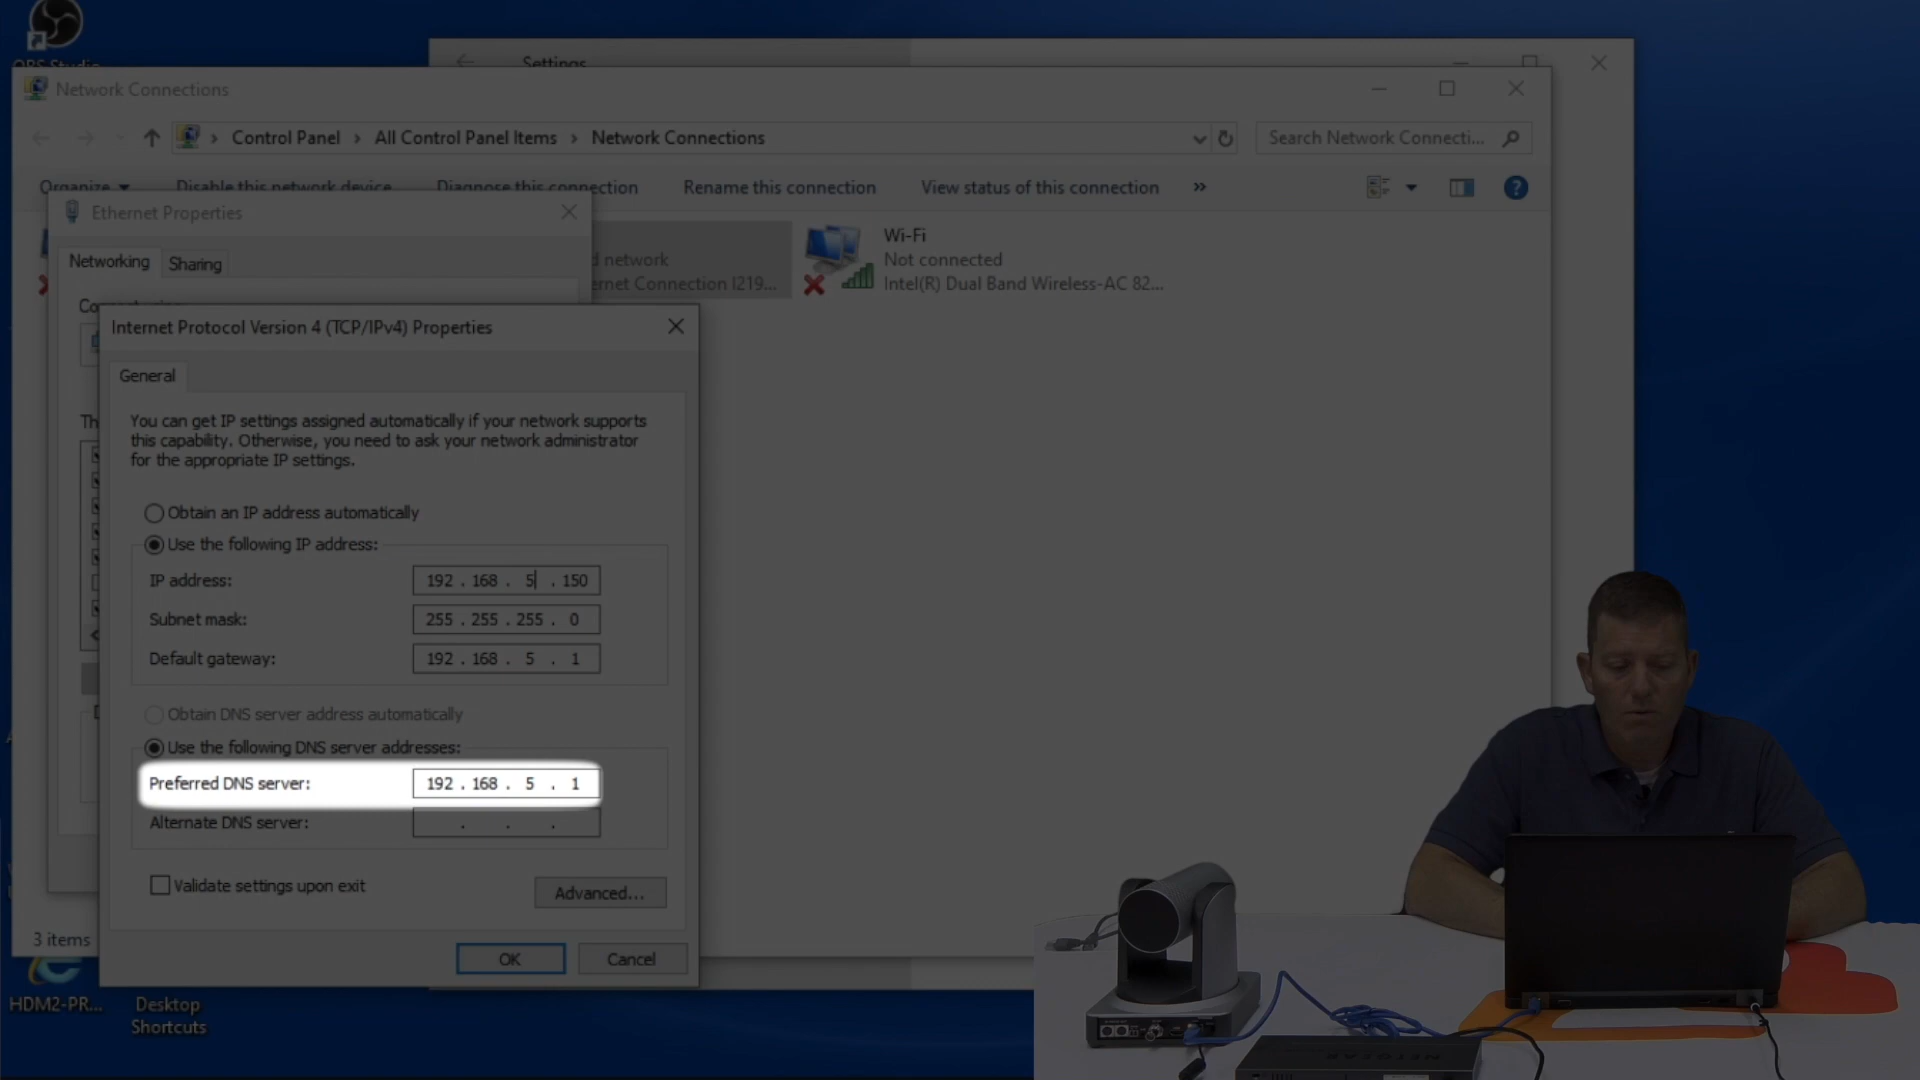 OBS Studio
Settings
Network Connections
Control Panel > All Control Panel Items > Network Connections
Search Network Connecti...
Organize Disable this network device Diagnose this connection Rename this connection View status of this connection »
Ethernet Properties
Networking Sharing
d network
ernet Connection I219...
Wi-Fi
Not connected
Intel(R) Dual Band Wireless-AC 82...
Internet Protocol Version 4 (TCP/IPv4) Properties
General
You can get IP settings assigned automatically if your network supports
this capability. Otherwise, you need to ask your network administrator
for the appropriate IP settings.
Obtain an IP address automatically
Use the following IP address:
IP address: 192 . 168 . 5 . 150
Subnet mask: 255 . 255 . 255 . 0
Default gateway: 192 . 168 . 5 . 1
Obtain DNS server address automatically
Use the following DNS server addresses:
Preferred DNS server: 192 . 168 . 5 . 1
Alternate DNS server: . . .
Validate settings upon exit
Advanced...
OK Cancel
3 items
HDM2-PR...
Desktop
Shortcuts
NETGEAR